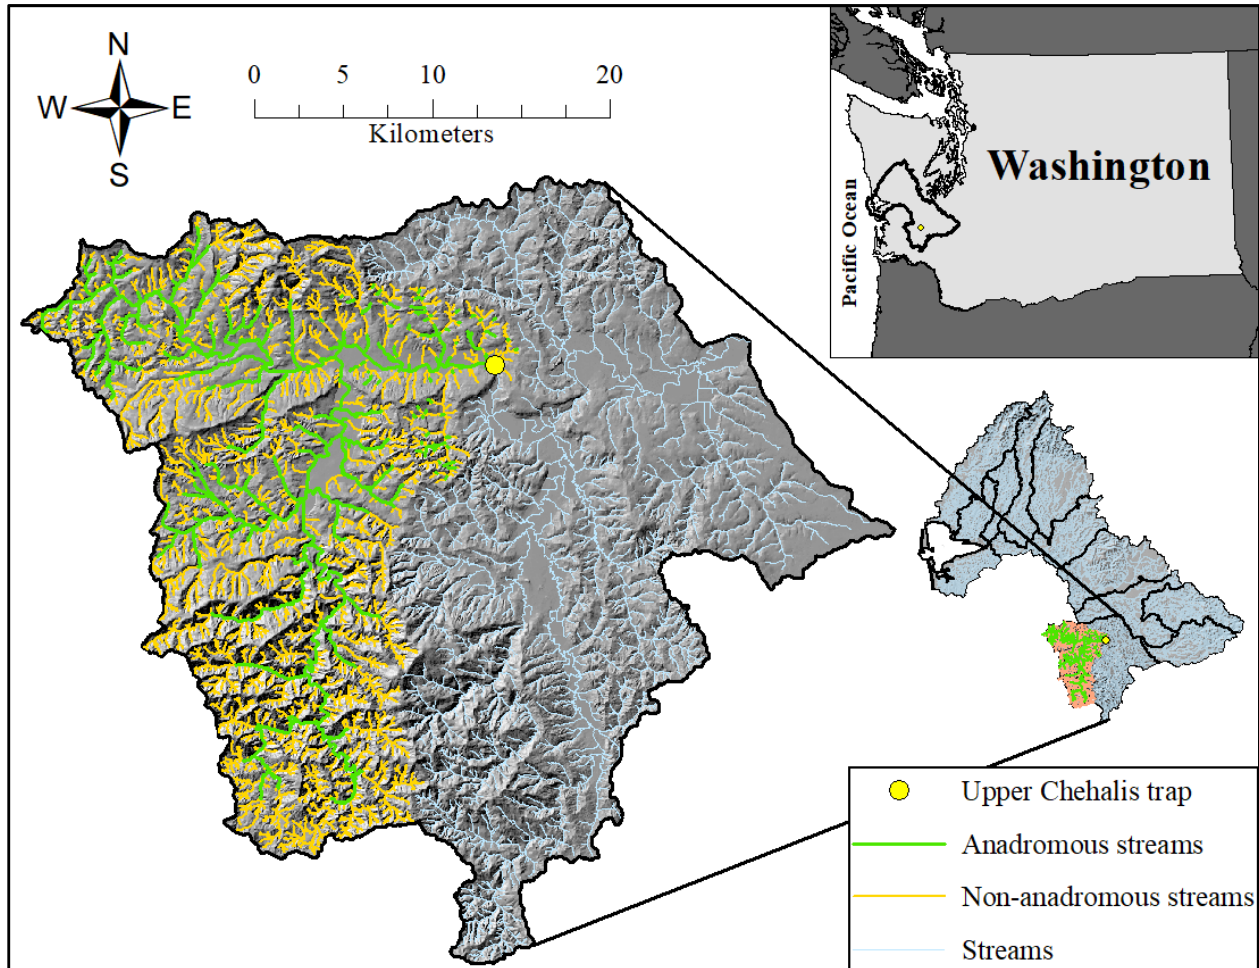 N
W E
S
0 5 10 20
Kilometers
Washington
Pacific Ocean
Upper Chehalis trap
Anadromous streams
Non-anadromous streams
Streams